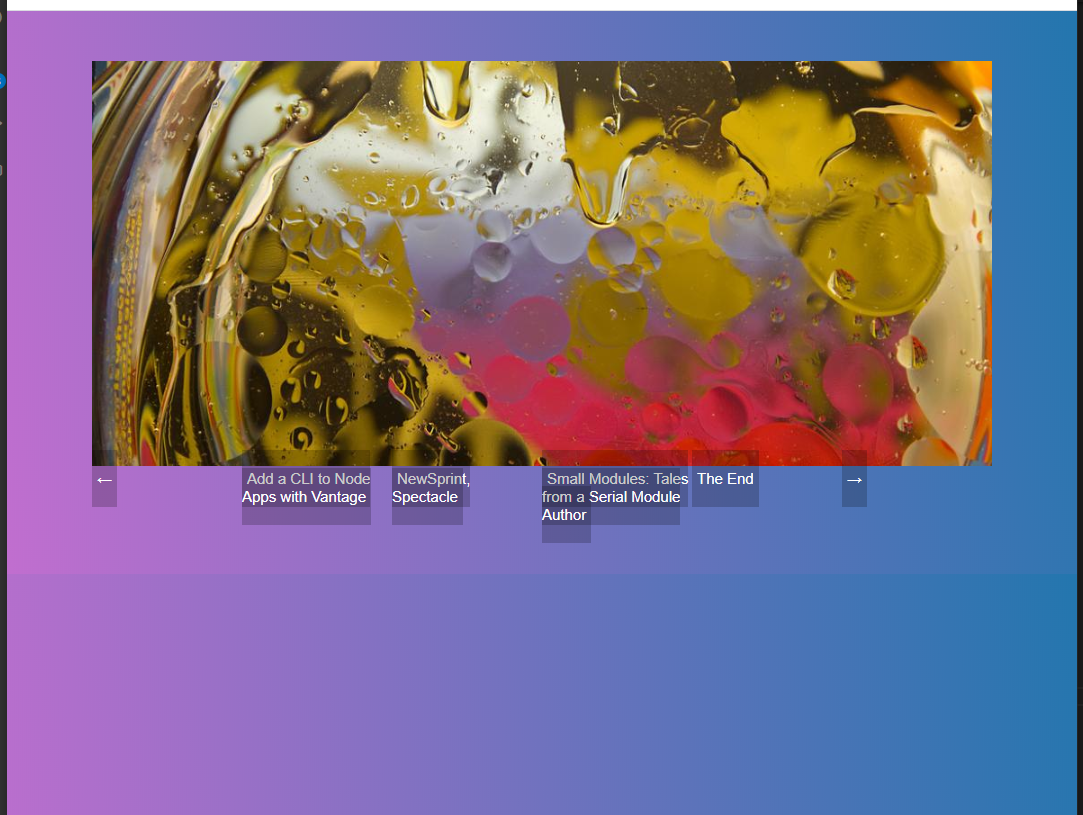 ←
Add a CLI to Node
Apps with Vantage
NewSprint,
Spectacle
Small Modules: Tales
from a Serial Module
Author
The End
→